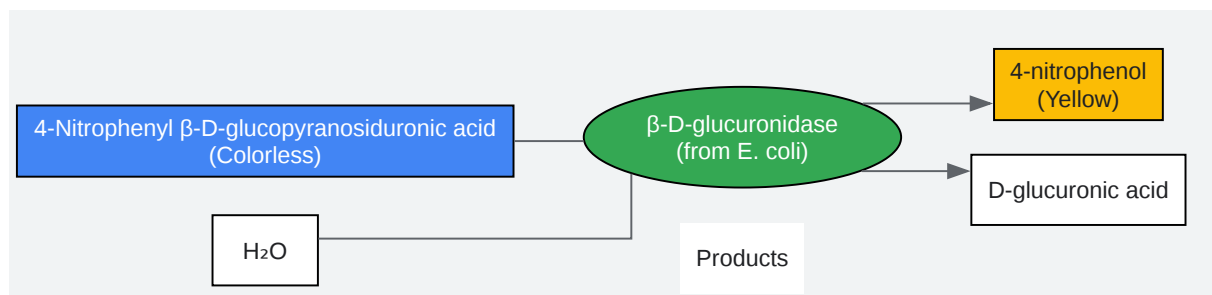 4-Nitrophenyl β-D-glucopyranosiduronic acid
(Colorless)
H₂O
β-D-glucuronidase
(from E. coli)
Products
4-nitrophenol
(Yellow)
D-glucuronic acid